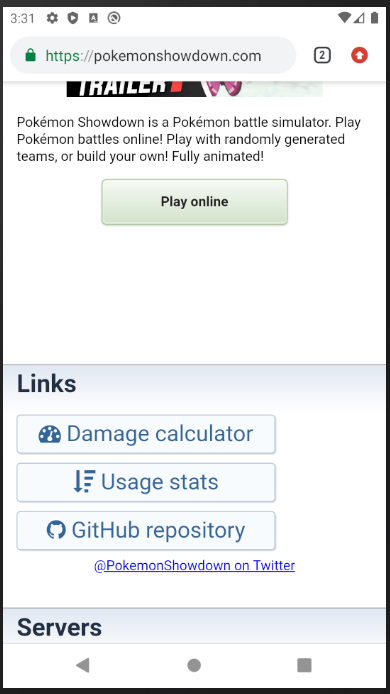 3:31
https://pokemonshowdown.com
2
TRAILER
Pokémon Showdown is a Pokémon battle simulator. Play
Pokémon battles online! Play with randomly generated
teams, or build your own! Fully animated!
Play online
Links
Damage calculator
Usage stats
GitHub repository
@PokemonShowdown on Twitter
Servers